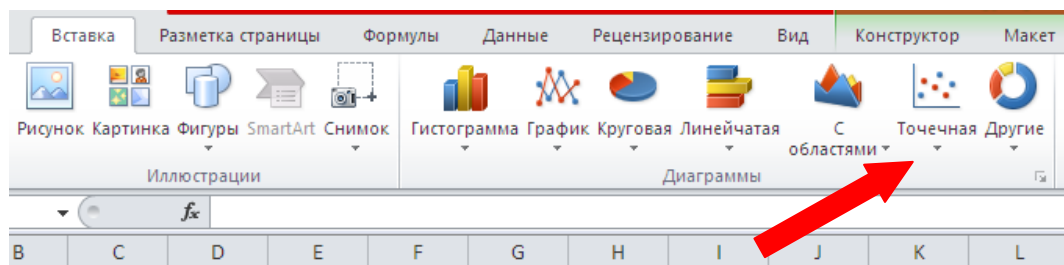 Вставка Разметка страницы Формулы Данные Рецензирование Вид Конструктор Макет
Рисунок Картинка Фигуры SmartArt Снимок Гистограмма График Круговая Линейчатая С областями Точечная Другие
Иллюстрации Диаграммы
fx
B C D E F G H I J K L